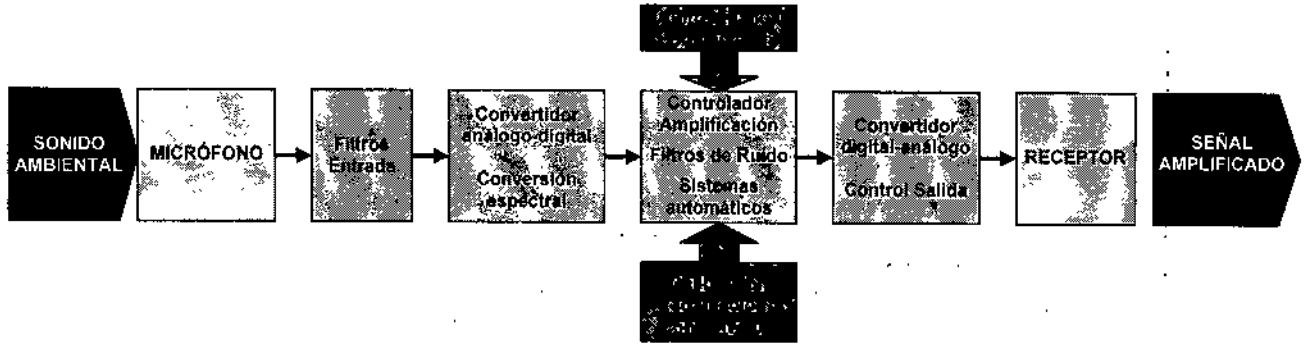 SONIDO
AMBIENTAL
MICRÓFONO
Filtros
Entrada
Convertidor
análogo-digital
Conversión
espectral
Controlador
Amplificación
Filtros de Ruido
Sistemas
automáticos
Convertidor
digital-análogo
Control Salida
RECEPTOR
SEÑAL
AMPLIFICADO